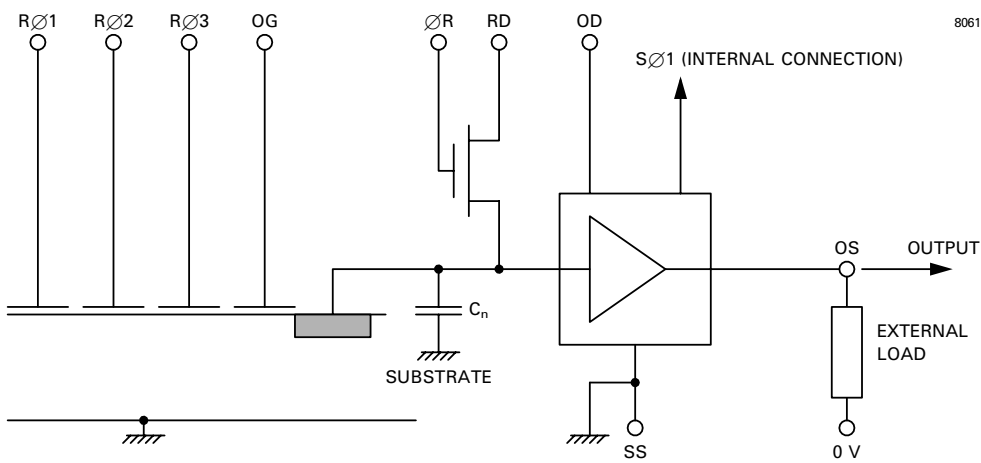 RØ1 RØ2 RØ3 OG ØR RD OD 8061
SØ1 (INTERNAL CONNECTION)
OS OUTPUT
Cn
EXTERNAL
LOAD
SUBSTRATE
SS 0 V